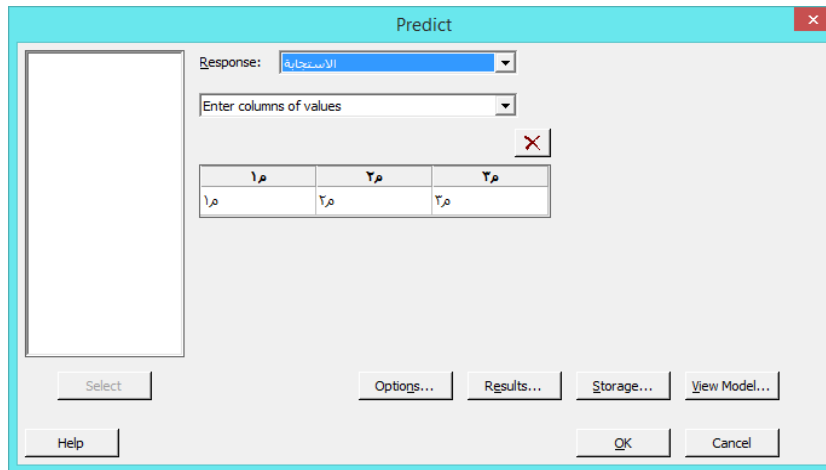 Predict
Response: الاستجابة
Enter columns of values
م١ م٢ م٣
م١ م٢ م٣
Select Options... Results... Storage... View Model...
Help OK Cancel